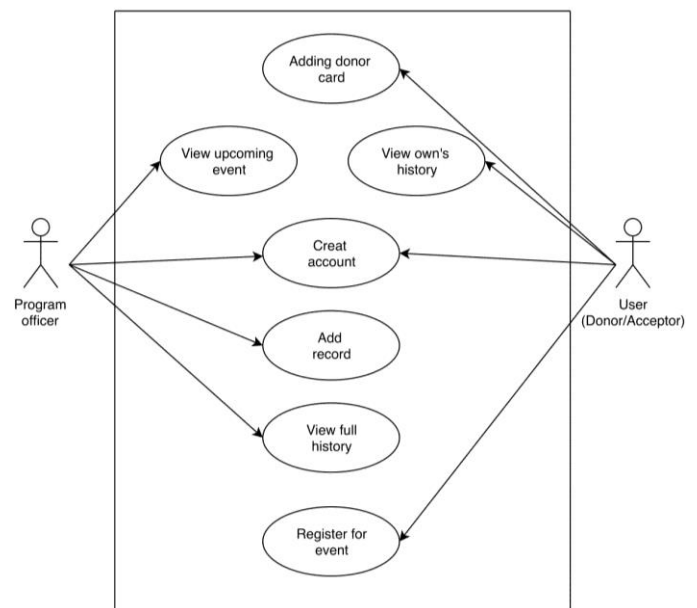 Adding donor
card
View upcoming
event
View own's
history
Creat
account
Program
officer
User
(Donor/Acceptor)
Add
record
View full
history
Register for
event